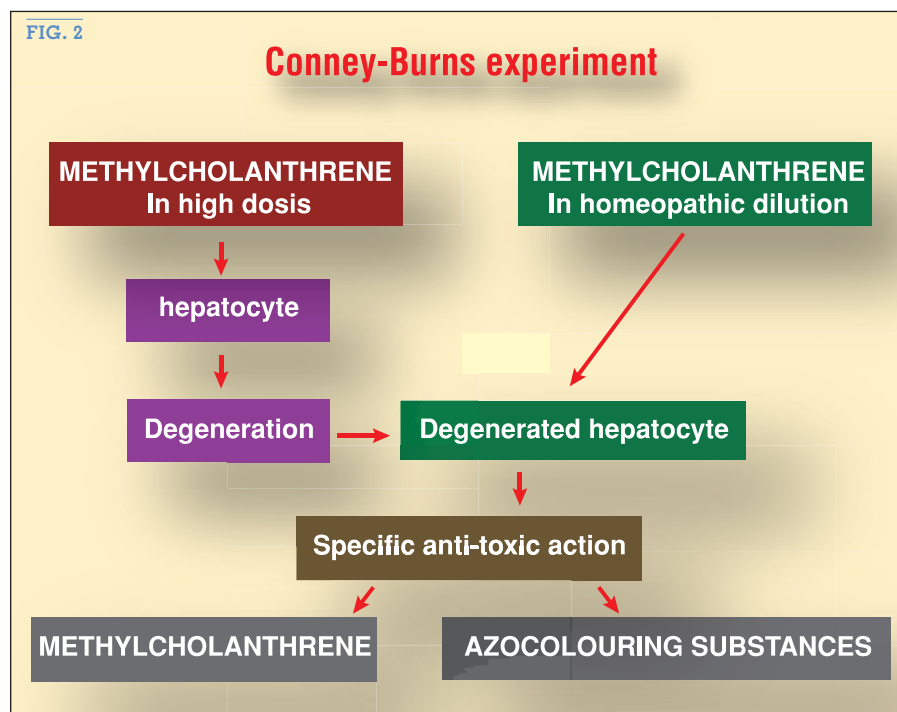 FIG. 2
Conney-Burns experiment
METHYLCHOLANTHRENE
In high dosis
METHYLCHOLANTHRENE
In homeopathic dilution
hepatocyte
Degeneration
Degenerated hepatocyte
Specific anti-toxic action
METHYLCHOLANTHRENE
AZOCOLOURING SUBSTANCES